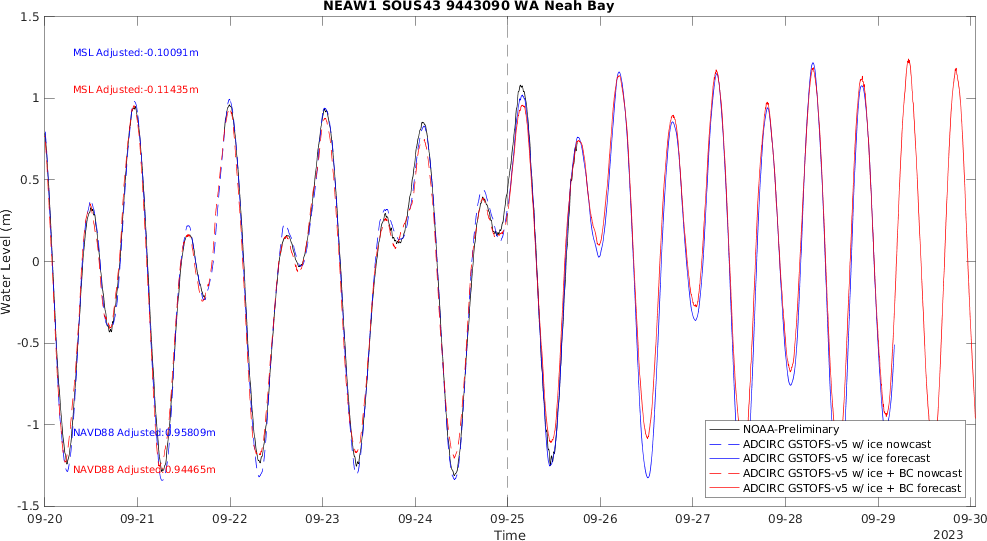 NEAW1 SOUS43 9443090 WA Neah Bay
1.5
1
0.5
0
-0.5
-1
-1.5
Water Level (m)
MSL Adjusted:-0.10091m
MSL Adjusted:-0.11435m
NAVD88 Adjusted:0.95809m
NAVD88 Adjusted:0.94465m
NOAA-Preliminary
ADCIRC GSTOFS-v5 w/ ice nowcast
ADCIRC GSTOFS-v5 w/ ice forecast
ADCIRC GSTOFS-v5 w/ ice + BC nowcast
ADCIRC GSTOFS-v5 w/ ice + BC forecast
09-20 09-21 09-22 09-23 09-24 09-25 09-26 09-27 09-28 09-29 09-30
Time
2023